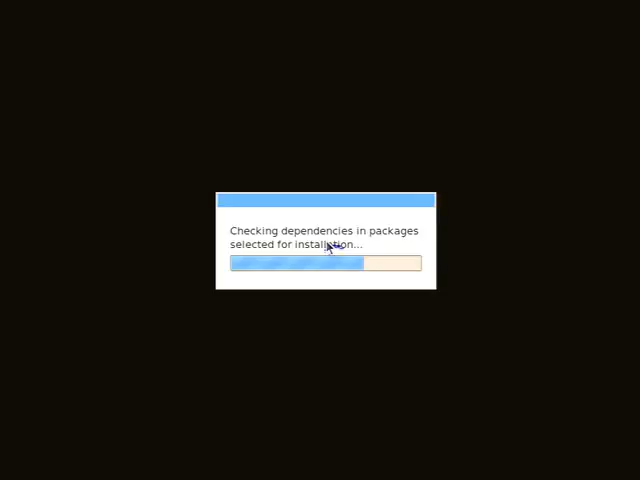 Checking dependencies in packages
selected for installation...